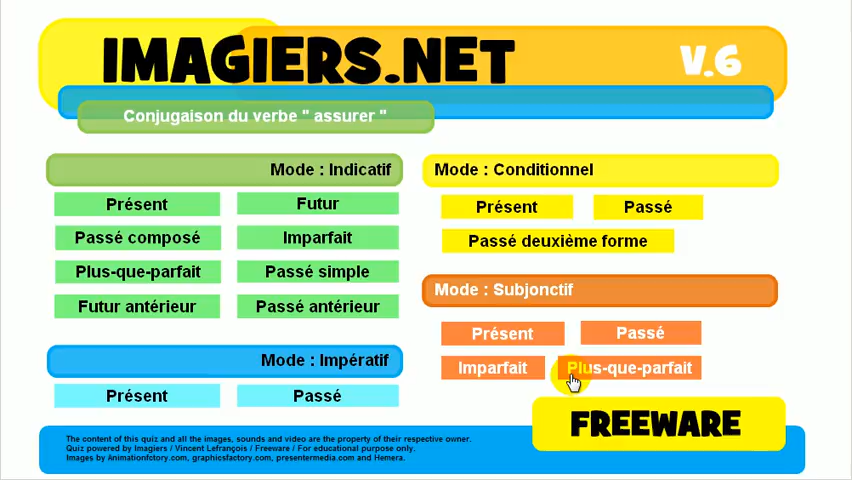 IMAGIERS.NET
V.6
Conjugaison du verbe " assurer "
Mode : Indicatif
Présent
Futur
Passé composé
Imparfait
Plus-que-parfait
Passé simple
Futur antérieur
Passé antérieur
Mode : Impératif
Présent
Passé
Mode : Conditionnel
Présent
Passé
Passé deuxième forme
Mode : Subjonctif
Présent
Passé
Imparfait
Plus-que-parfait
FREEWARE
The content of this quiz and all the images, sounds and video are the property of their respective owner.
Quiz powered by Imagiers / Vincent Lefrançois / Freeware / For educational purpose only.
Images by Animationfctory.com, graphicsfactory.com, presentermedia.com and Hemera.